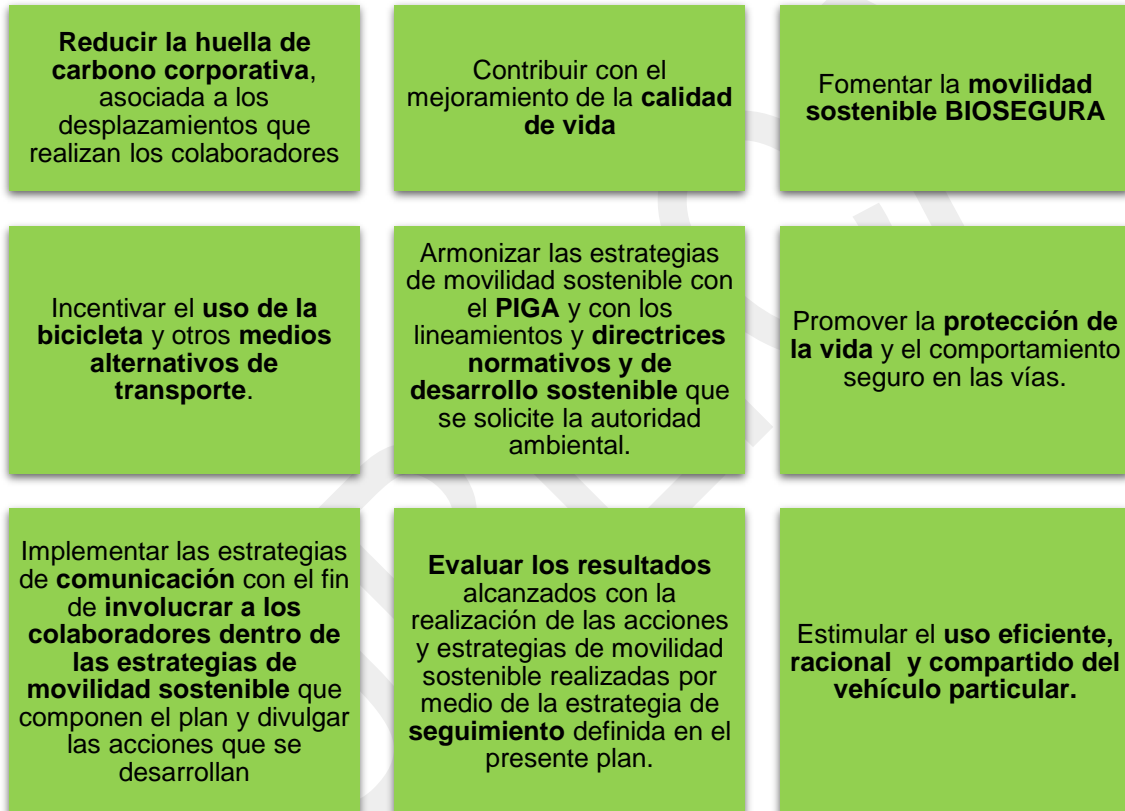 Reducir la huella de
carbono corporativa,
asociada a los
desplazamientos que
realizan los colaboradores
Contribuir con el
mejoramiento de la calidad
de vida
Fomentar la movilidad
sostenible BIOSEGURA
Incentivar el uso de la
bicicleta y otros medios
alternativos de
transporte.
Armonizar las estrategias
de movilidad sostenible con
el PIGA y con los
lineamientos y directrices
normativos y de
desarrollo sostenible que
se solicite la autoridad
ambiental.
Promover la protección de
la vida y el comportamiento
seguro en las vías.
Implementar las estrategias
de comunicación con el fin
de involucrar a los
colaboradores dentro de
las estrategias de
movilidad sostenible que
componen el plan y divulgar
las acciones que se
desarrollan
Evaluar los resultados
alcanzados con la
realización de las acciones
y estrategias de movilidad
sostenible realizadas por
medio de la estrategia de
seguimiento definida en el
presente plan.
Estimular el uso eficiente,
racional  y compartido del
vehículo particular.